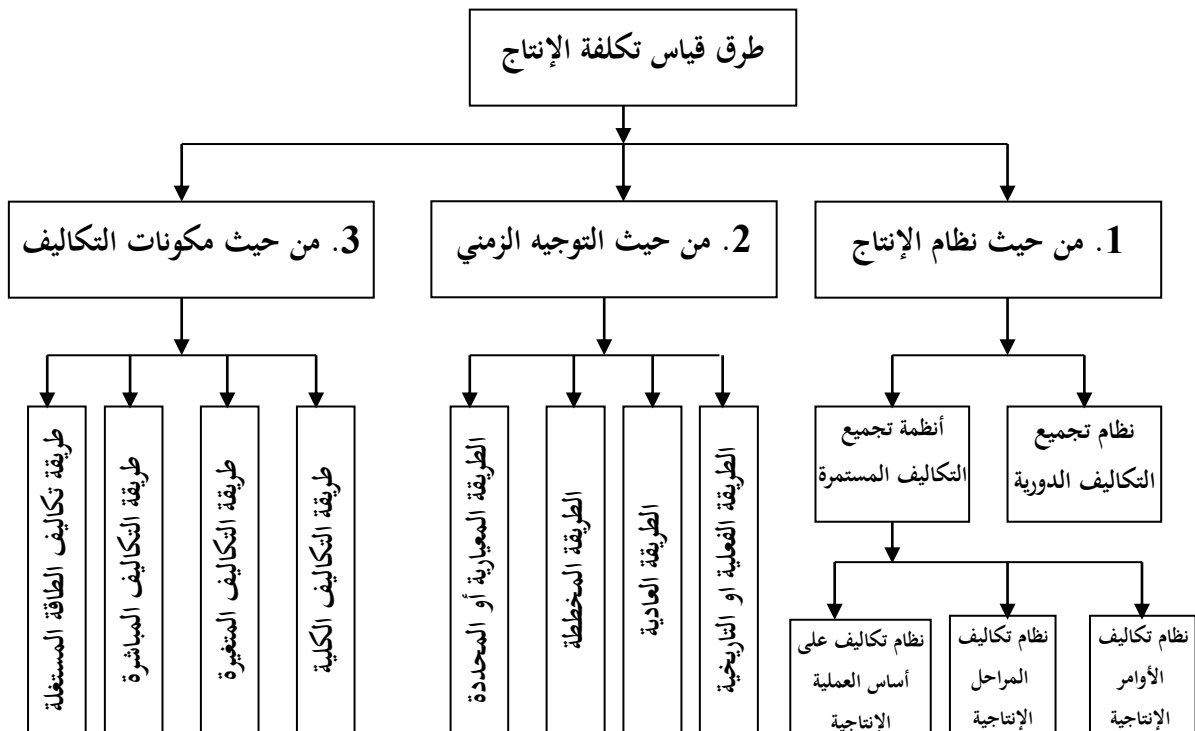 طرق قياس تكلفة الإنتاج
1. من حيث نظام الإنتاج
2. من حيث التوجيه الزمني
3. من حيث مكونات التكاليف
نظام تجميع
التكاليف الدورية
أنظمة تجميع
التكاليف المستمرة
نظام تكاليف
الأوامر
الإنتاجية
نظام تكاليف
المراحل
الإنتاجية
نظام تكاليف على
أساس العملية
الإنتاجية
الطريقة الفعلية او التاريخية
الطريقة العادية
الطريقة المخططة
الطريقة المعيارية أو المحددة
طريقة التكاليف الكلية
طريقة التكاليف المتغيرة
طريقة التكاليف المباشرة
طريقة تكاليف الطاقة المستغلة